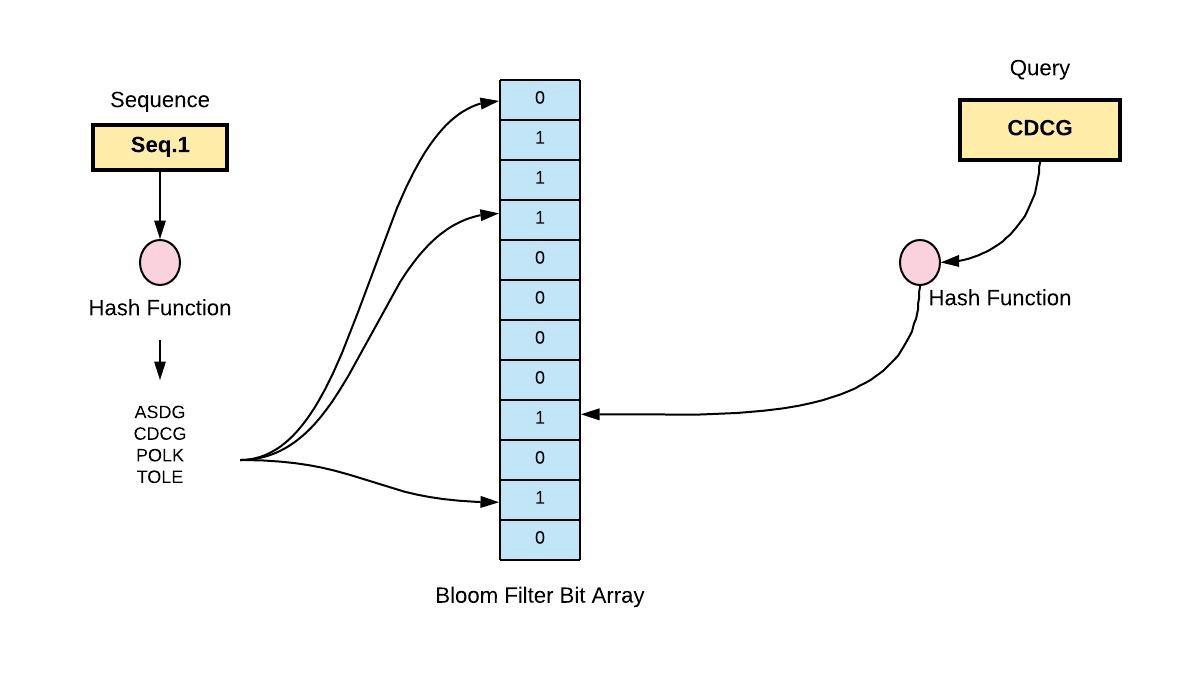 Sequence
Seq.1
Hash Function
ASDG
CDCG
POLK
TOLE
0
1
1
1
0
0
0
0
1
0
1
0
Bloom Filter Bit Array
Query
CDCG
Hash Function